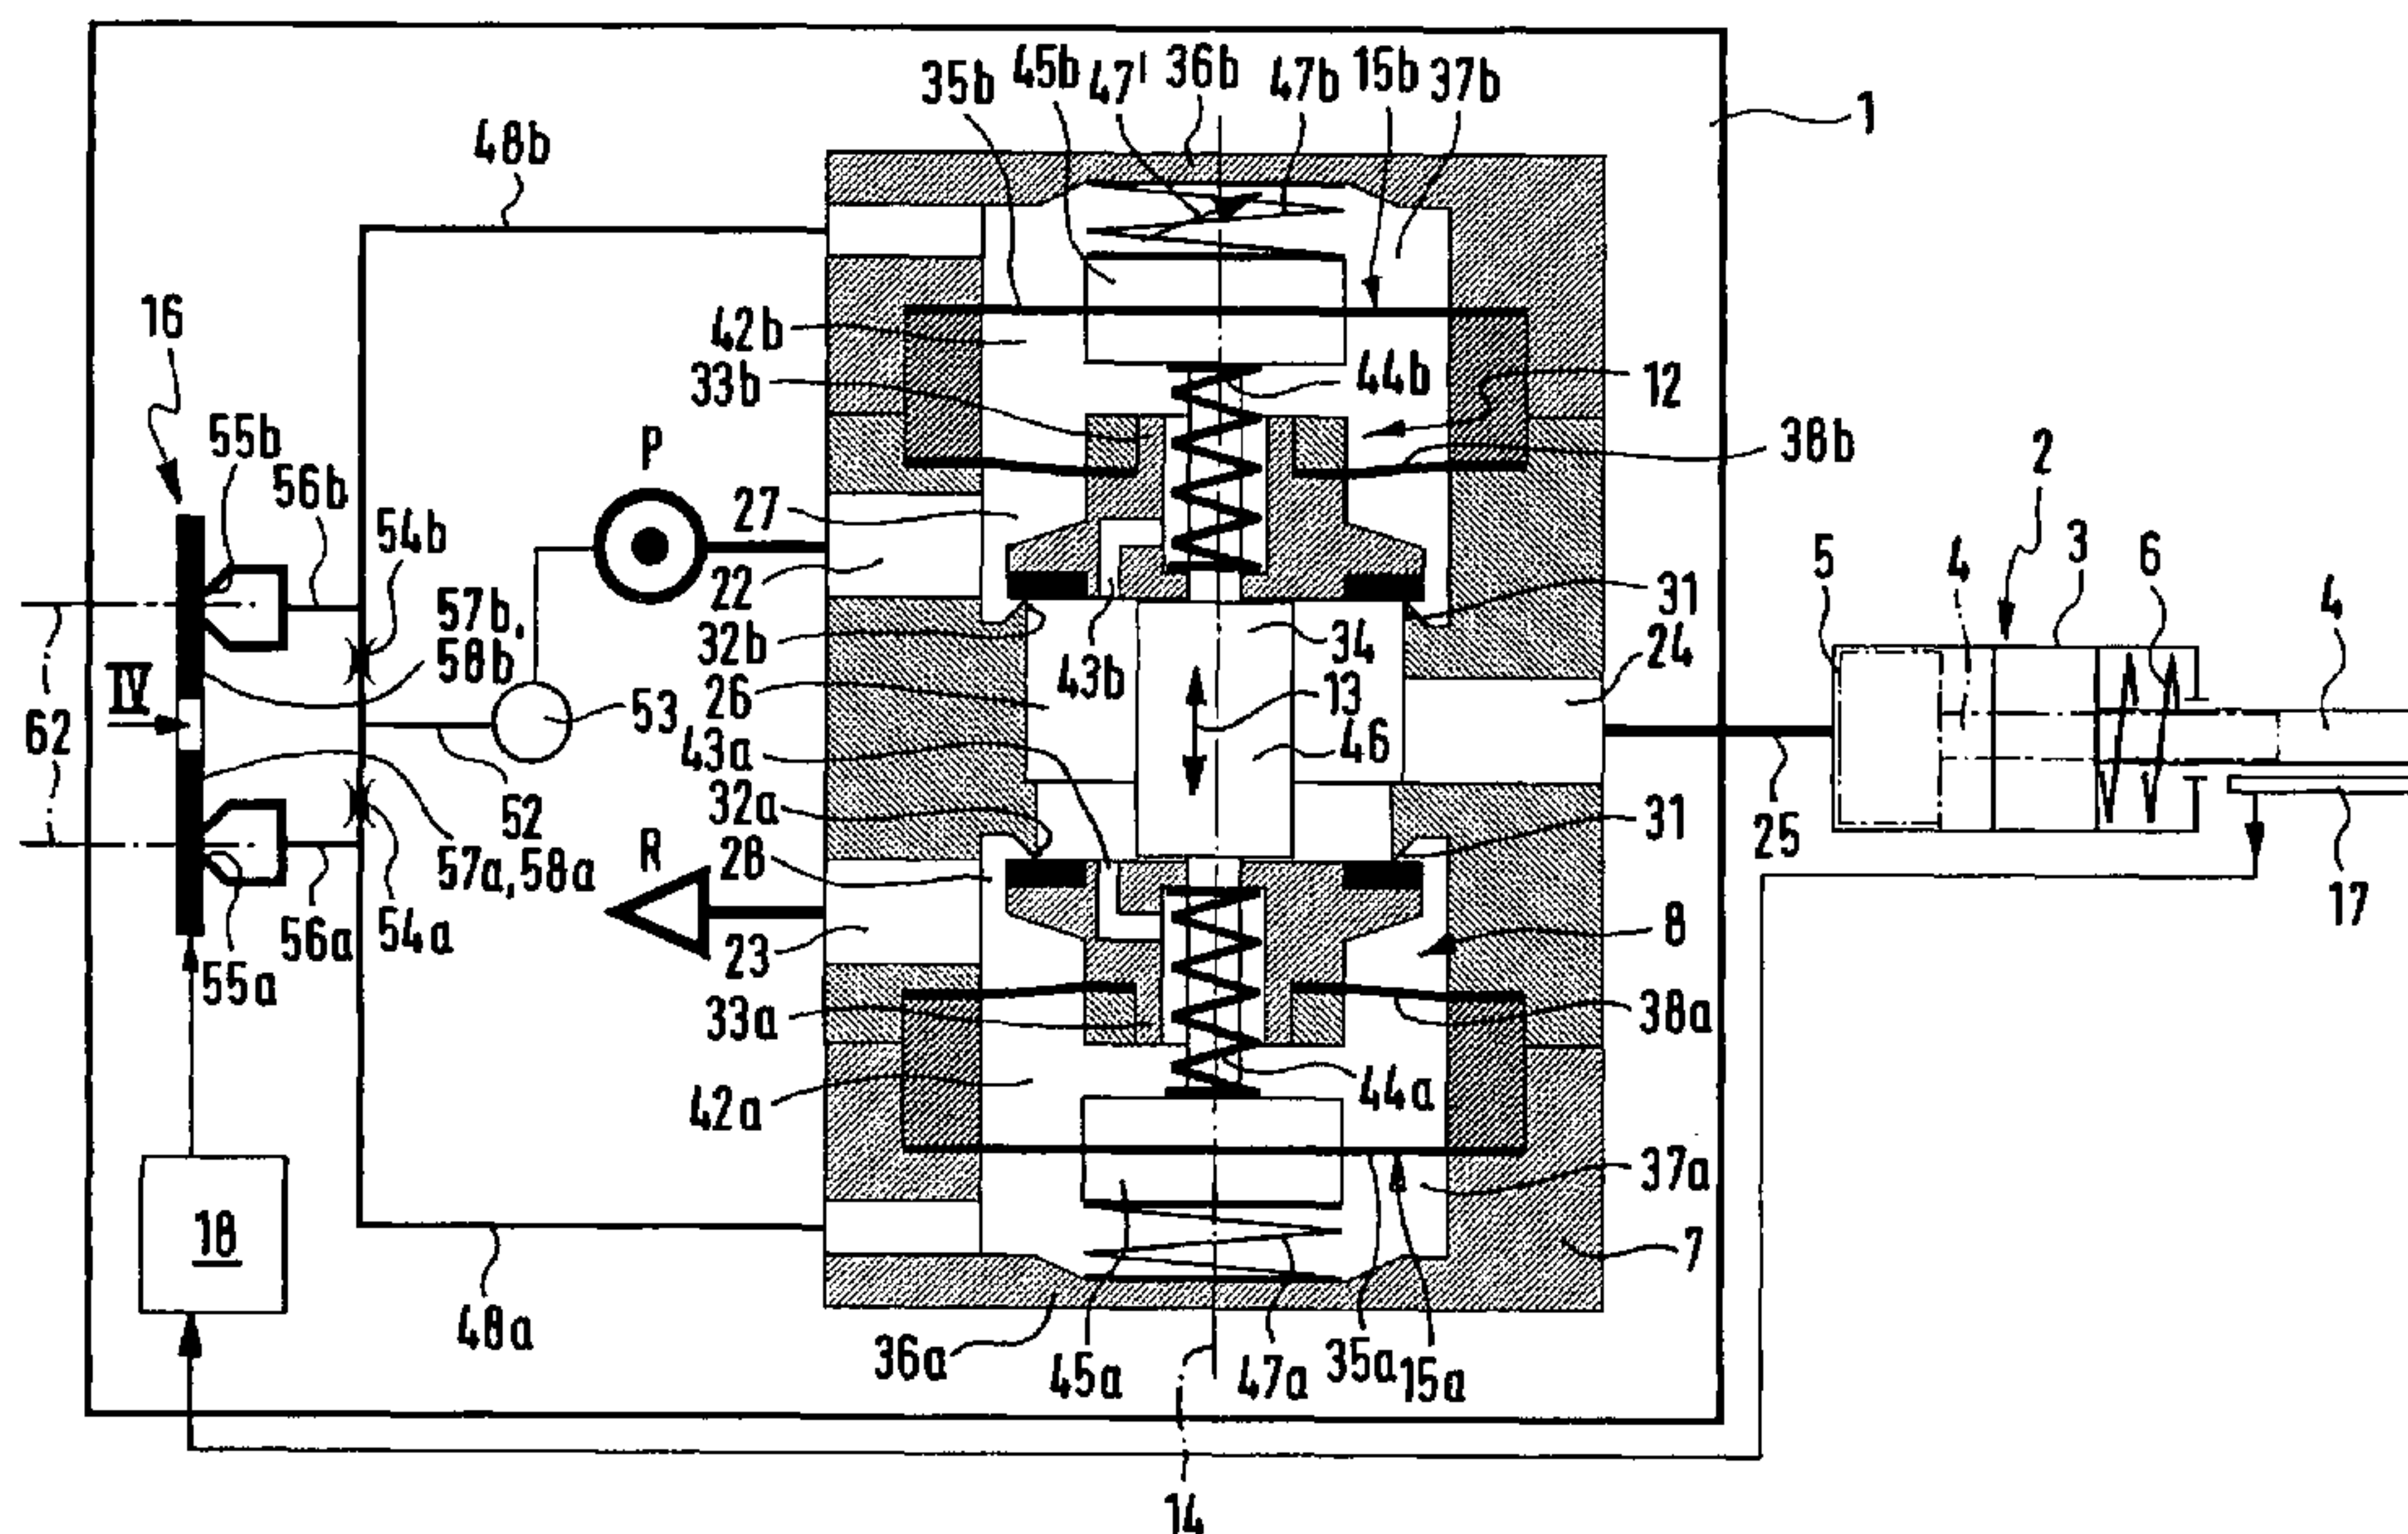 35b 45b 47' 36b 47b 15b 37b
1
48b
16
42b
33b
44b
12
55b
P
38b
56b
2
54b
27
5 4 3 6 4
22
57b,
58b
32b
43b
34
31
24
IV
26
13
62
53
43a
46
52
32a
25
57a, 58a
R
28
31
17
56a
54a
23
8
55a
33a
38a
42a
44a
37a
18
7
48a
36a
45a
47a
35a
15a
14